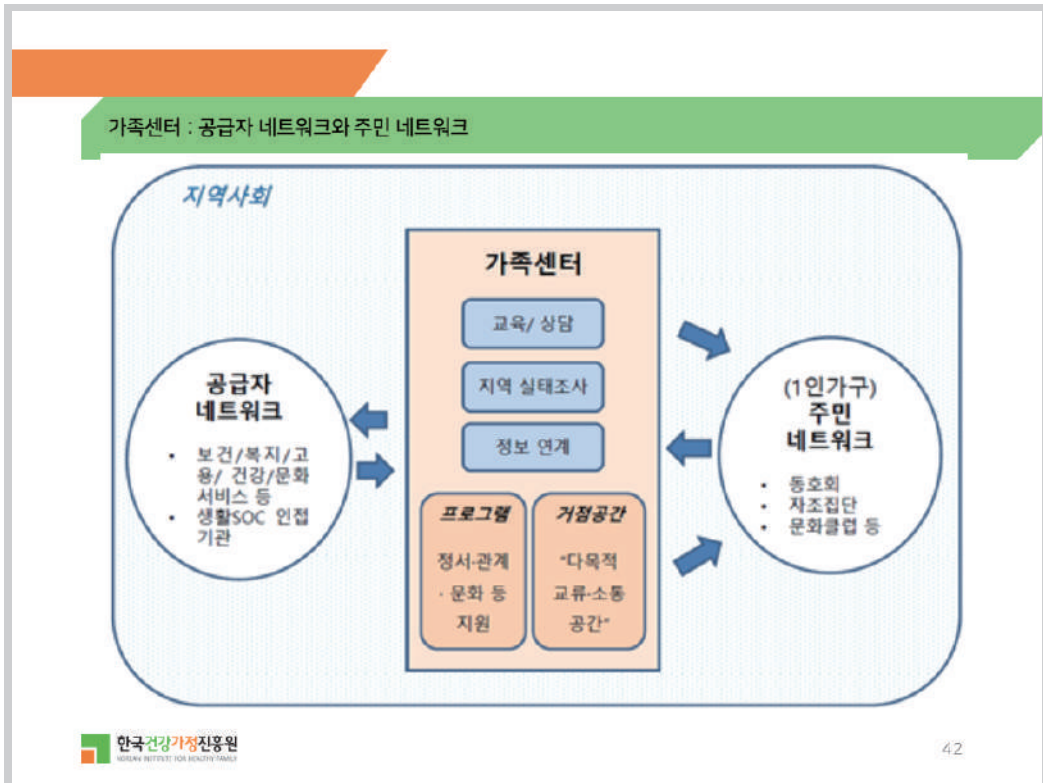 가족센터 : 공급자 네트워크와 주민 네트워크
지역사회
가족센터
교육/ 상담
지역 실태조사
정보 연계
프로그램
정서·관계
· 문화 등
지원
거점공간
"다목적
교류·소통
공간"
공급자
네트워크
• 보건/복지/고
용/ 건강/문화
서비스 등
• 생활SOC 인접
기관
(1인가구)
주민
네트워크
• 동호회
• 자조집단
• 문화클럽 등
한국건강가정진흥원
KOREAN INSTITUTE FOR HEALTHY FAMILY
42